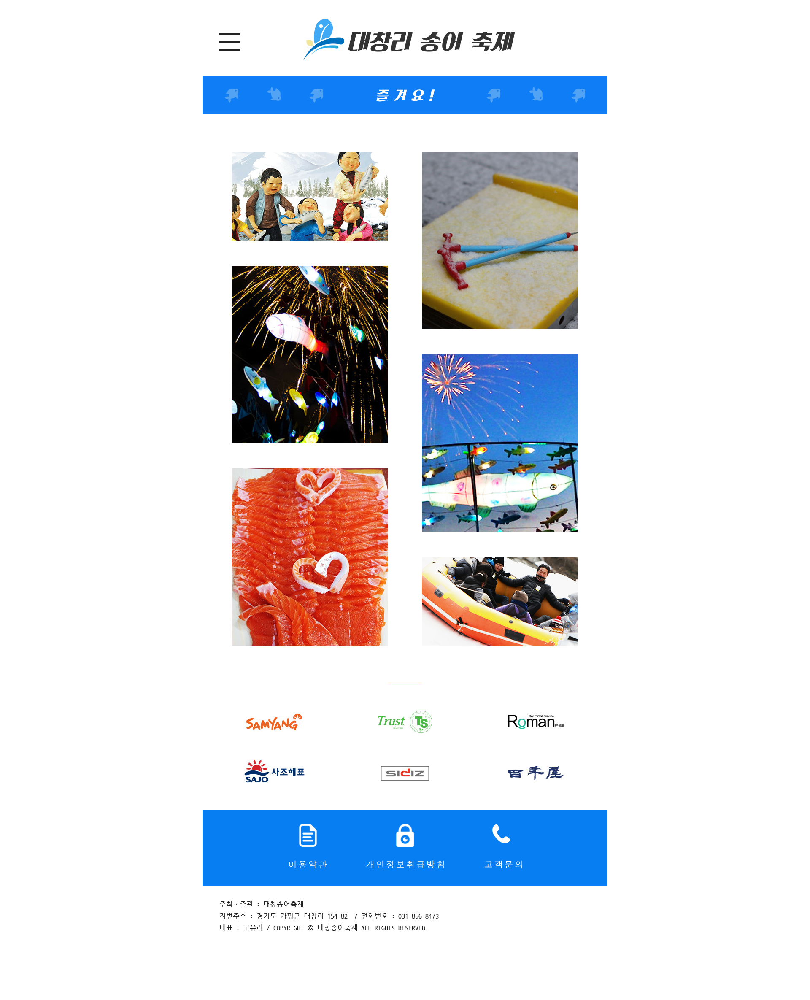 대창리 송어 축제
즐겨요!
SAMYANG
Trust TS
Total rental service
Roman (주)로만
SAJO 사조해표
SIDIZ
百年屋
이용약관 개인정보취급방침 고객문의
주최·주관 : 대창송어축제
지번주소 : 경기도 가평군 대창리 154-82 / 전화번호 : 031-856-8473
대표 : 고유라 / COPYRIGHT © 대창송어축제 ALL RIGHTS RESERVED.